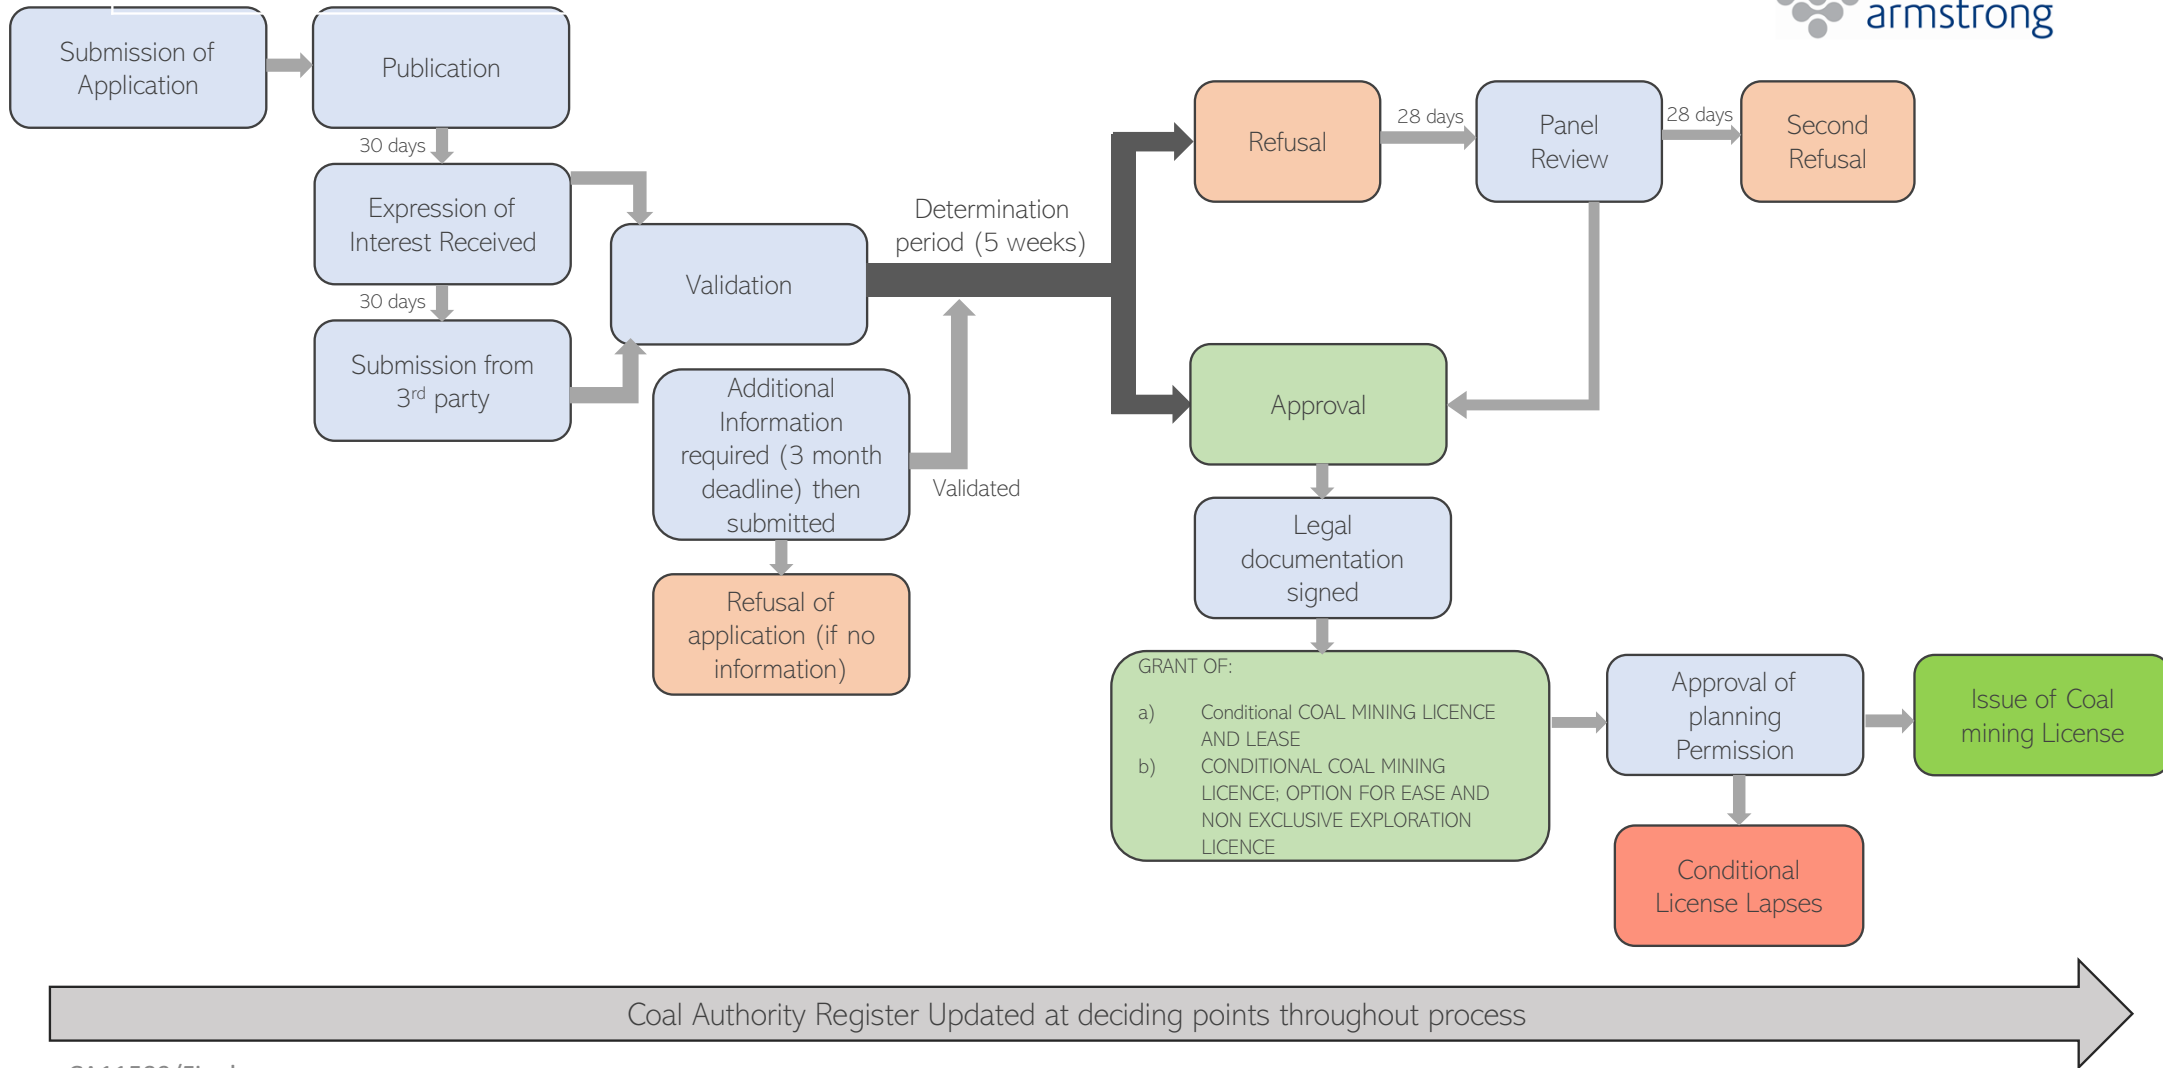 armstrong
Submission of
Application
Publication
30 days
Expression of
Interest Received
30 days
Submission from
3rd party
Validation
Additional
Information
required (3 month
deadline) then
submitted
Validated
Refusal of
application (if no
information)
Determination
period (5 weeks)
Refusal
28 days
Panel
Review
28 days
Second
Refusal
Approval
Legal
documentation
signed
GRANT OF:
a) Conditional COAL MINING LICENCE
AND LEASE
b) CONDITIONAL COAL MINING
LICENCE; OPTION FOR EASE AND
NON EXCLUSIVE EXPLORATION
LICENCE
Approval of
planning
Permission
Issue of Coal
mining License
Conditional
License Lapses
Coal Authority Register Updated at deciding points throughout process